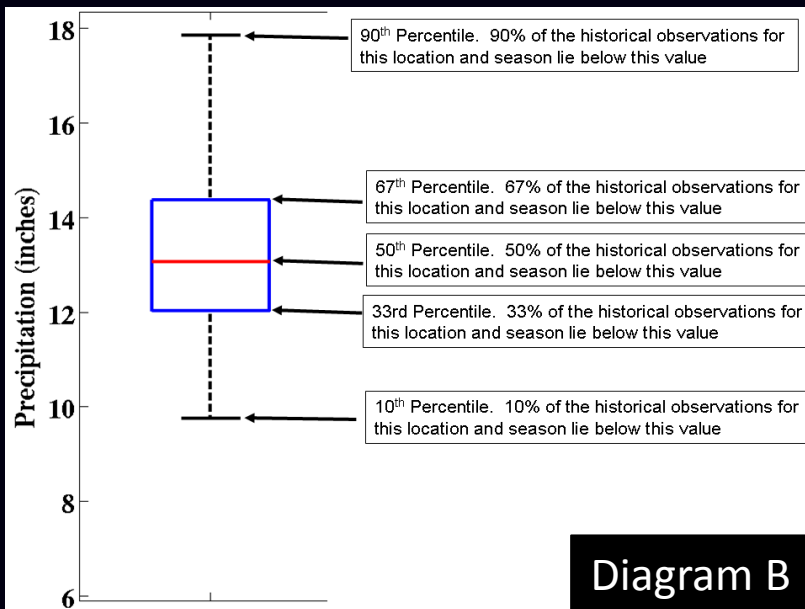 18
16
14
12
10
8
6
Precipitation (inches)
90th Percentile. 90% of the historical observations for
this location and season lie below this value
67th Percentile. 67% of the historical observations for
this location and season lie below this value
50th Percentile. 50% of the historical observations for
this location and season lie below this value
33rd Percentile. 33% of the historical observations for
this location and season lie below this value
10th Percentile. 10% of the historical observations for
this location and season lie below this value
Diagram B